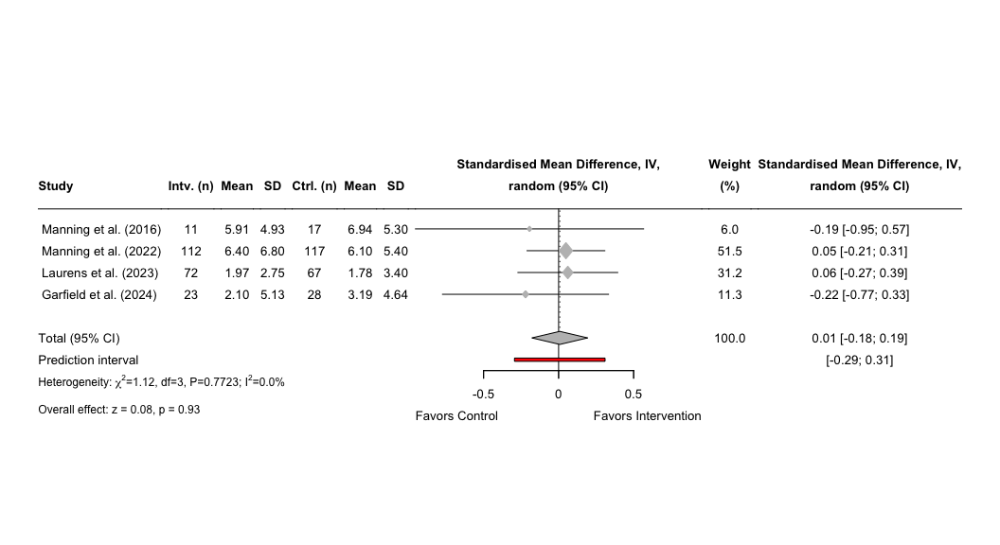 Standardised Mean Difference, IV, Weight Standardised Mean Difference, IV,
Study Intv. (n) Mean SD Ctrl. (n) Mean SD random (95% CI) (%) random (95% CI)
Manning et al. (2016) 11 5.91 4.93 17 6.94 5.30 6.0 -0.19 [-0.95; 0.57]
Manning et al. (2022) 112 6.40 6.80 117 6.10 5.40 51.5 0.05 [-0.21; 0.31]
Laurens et al. (2023) 72 1.97 2.75 67 1.78 3.40 31.2 0.06 [-0.27; 0.39]
Garfield et al. (2024) 23 2.10 5.13 28 3.19 4.64 11.3 -0.22 [-0.77; 0.33]
Total (95% CI) 100.0 0.01 [-0.18; 0.19]
Prediction interval [-0.29; 0.31]
Heterogeneity: χ²=1.12, df=3, P=0.7723; I²=0.0%
-0.5 0 0.5
Overall effect: z = 0.08, p = 0.93
Favors Control Favors Intervention